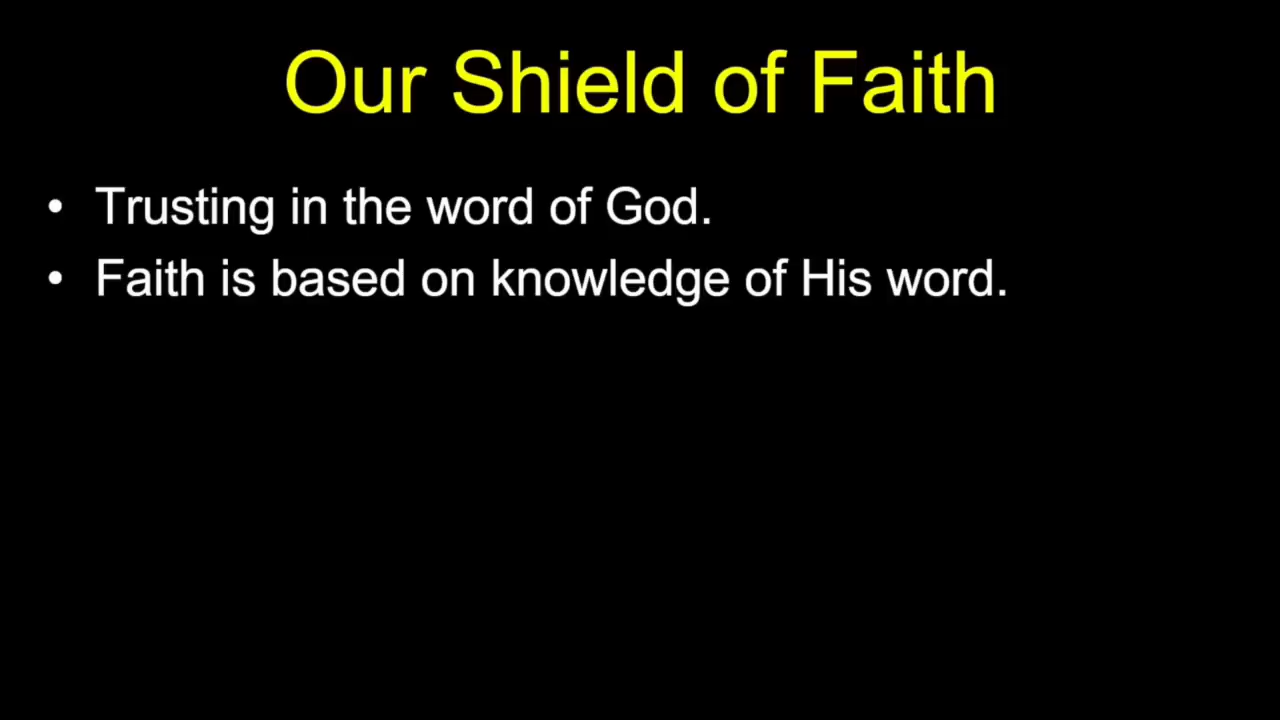 Our Shield of Faith
• Trusting in the word of God.
• Faith is based on knowledge of His word.